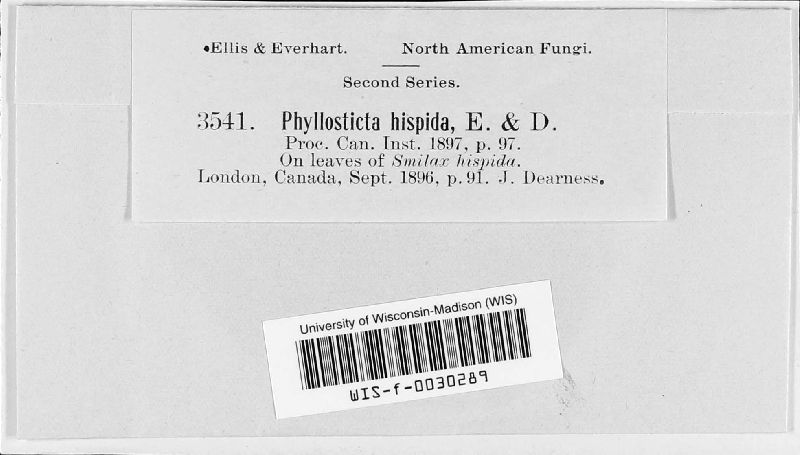 Ellis & Everhart. North American Fungi.
Second Series.
3541. Phyllosticta hispida, E. & D.
Proc. Can. Inst. 1897, p. 97.
On leaves of Smilax hispida.
London, Canada, Sept. 1896, p. 91. J. Dearness.
University of Wisconsin-Madison (WIS)
WIS-f-0030289